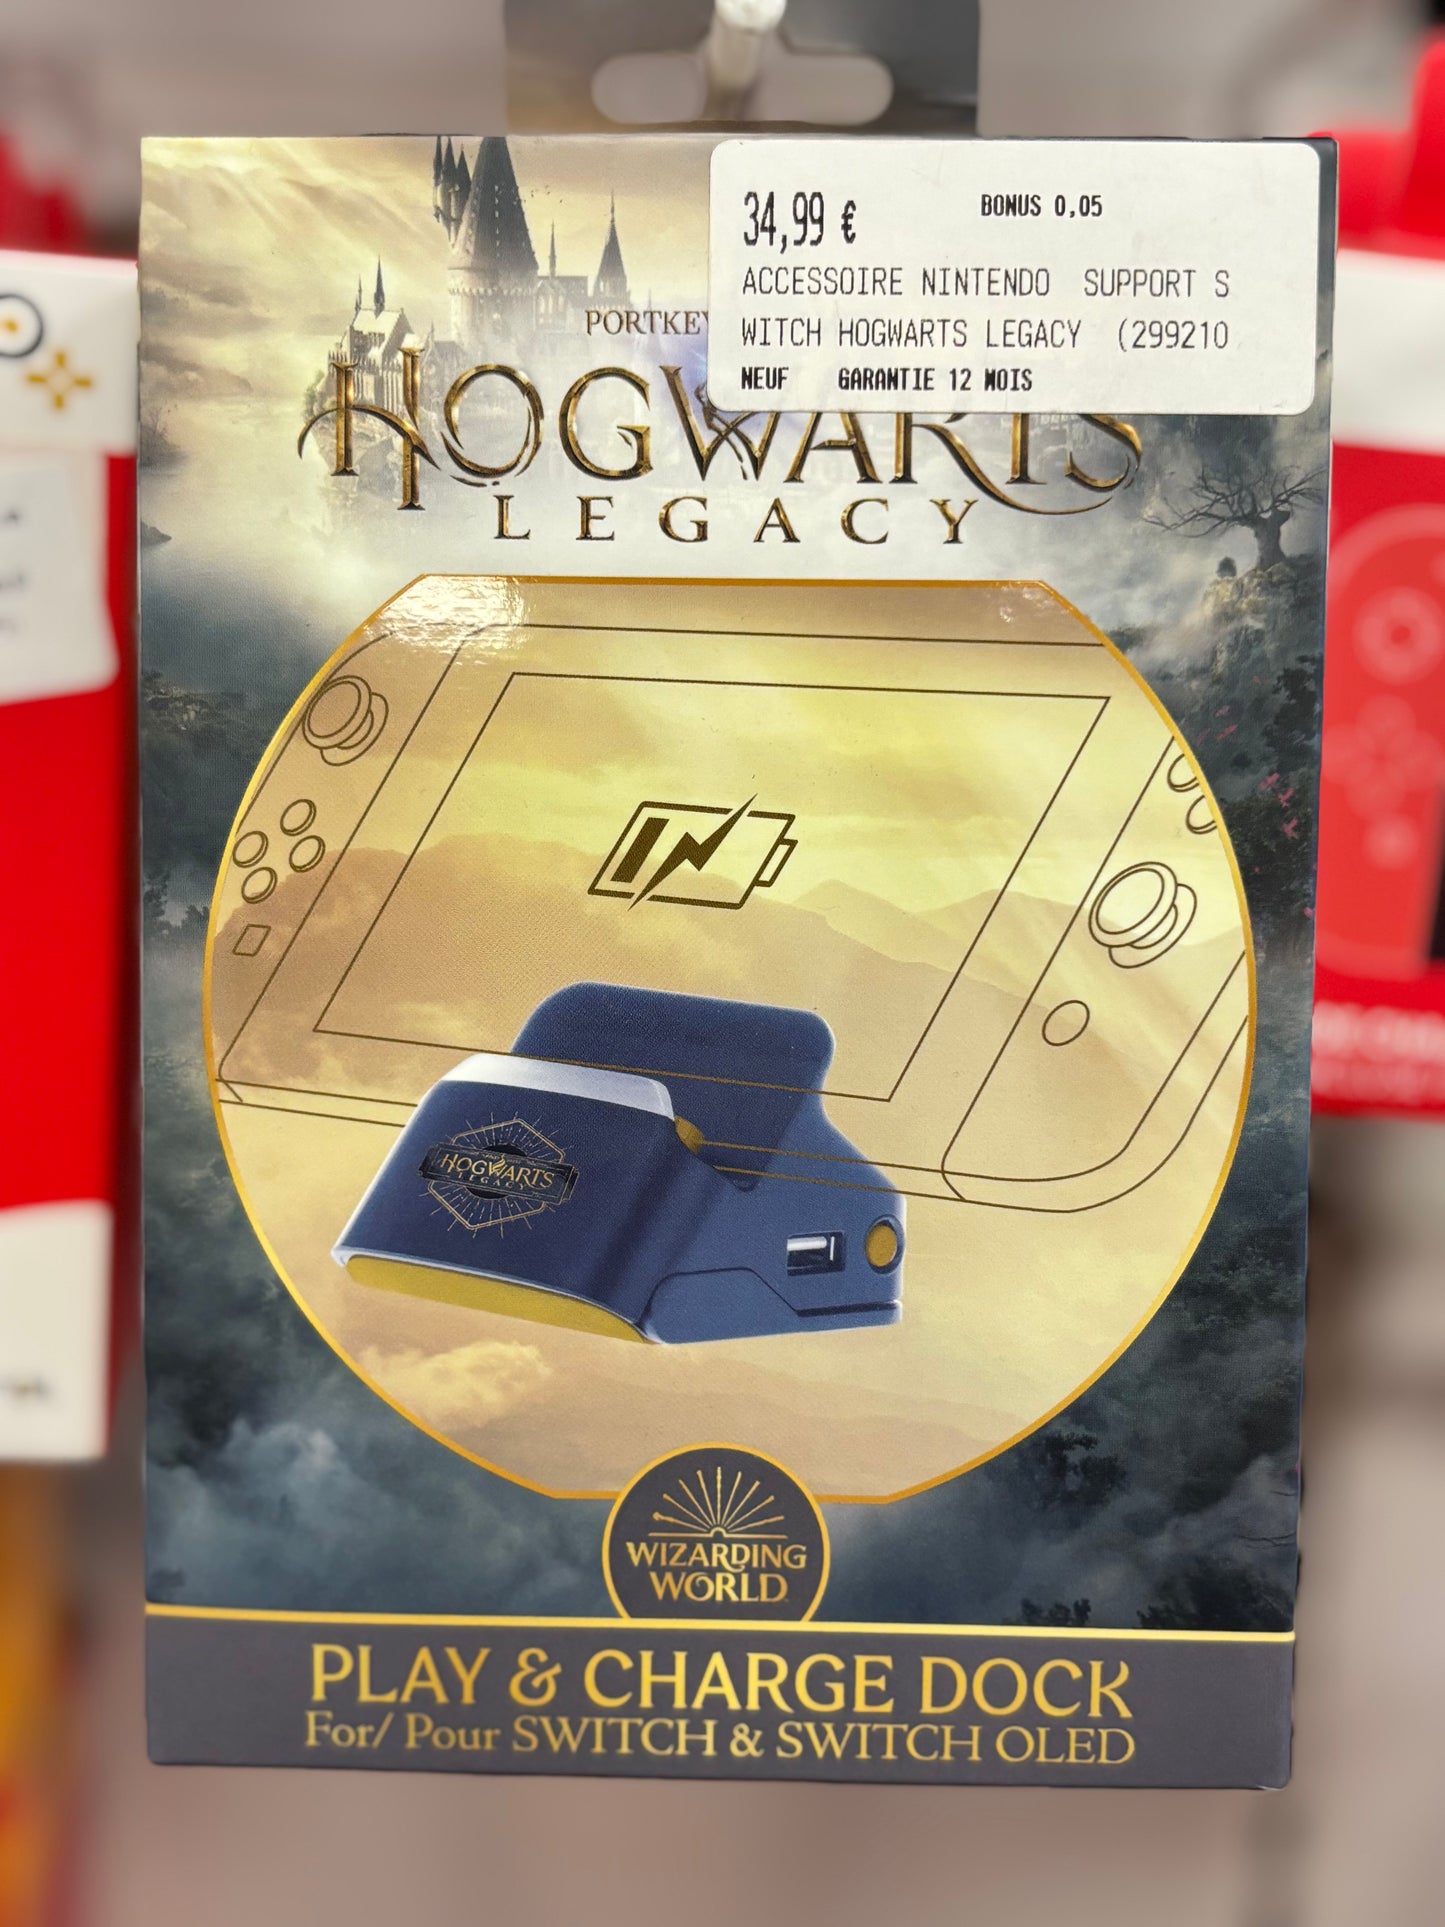 34,99 € BONUS 0,05
ACCESSOIRE NINTENDO SUPPORT S
WITCH HOGWARTS LEGACY (299210
NEUF GARANTIE 12 MOIS
HOGWARTS
LEGACY
HOGWARTS
LEGACY
WIZARDING
WORLD
PLAY & CHARGE DOCK
For/ Pour SWITCH & SWITCH OLED